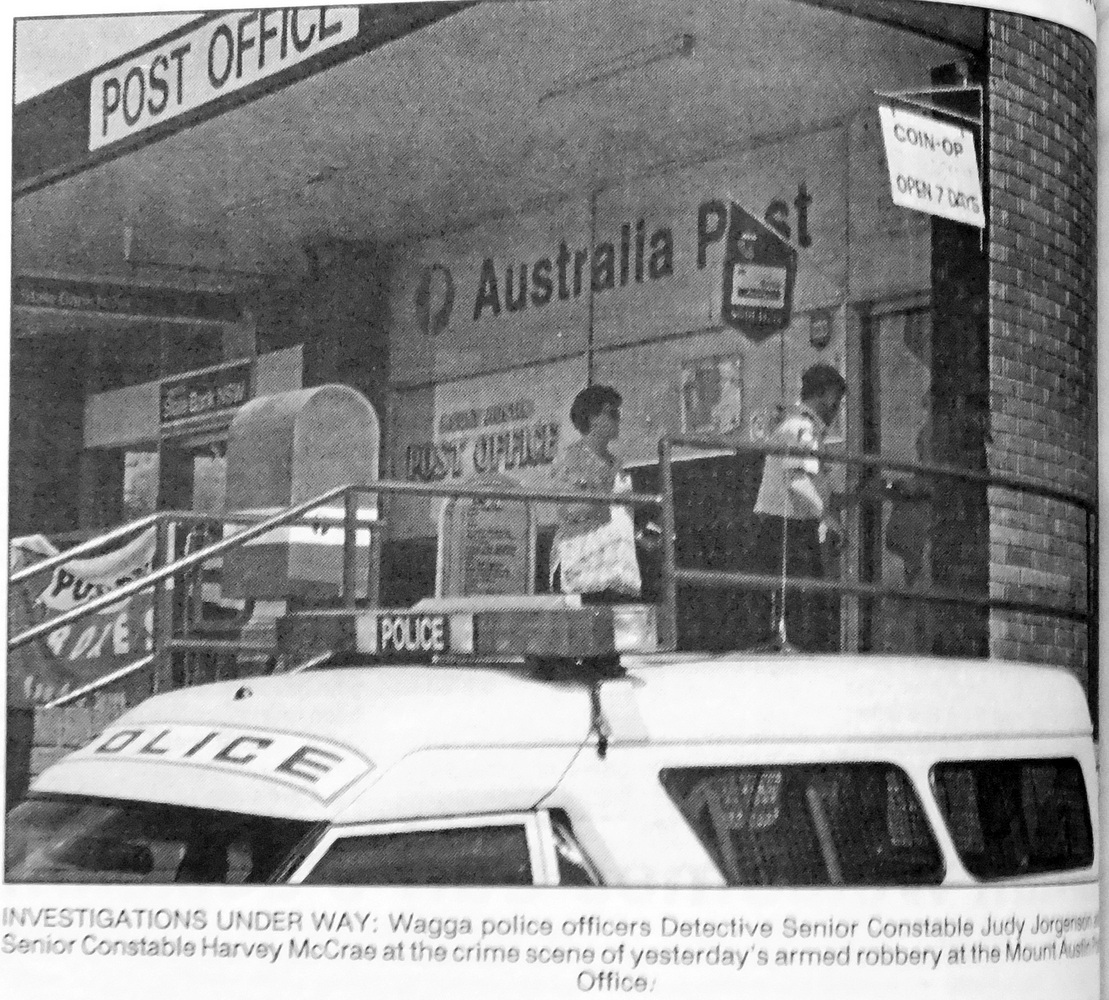 POST OFFICE
COIN-OP
OPEN 7 DAYS
Australia Post
State Bank NSW
POST OFFICE
POLICE
OLICE
INVESTIGATIONS UNDER WAY: Wagga police officers Detective Senior Constable Judy Jorgenson
Senior Constable Harvey McCrae at the crime scene of yesterday's armed robbery at the Mount Austin
Office.